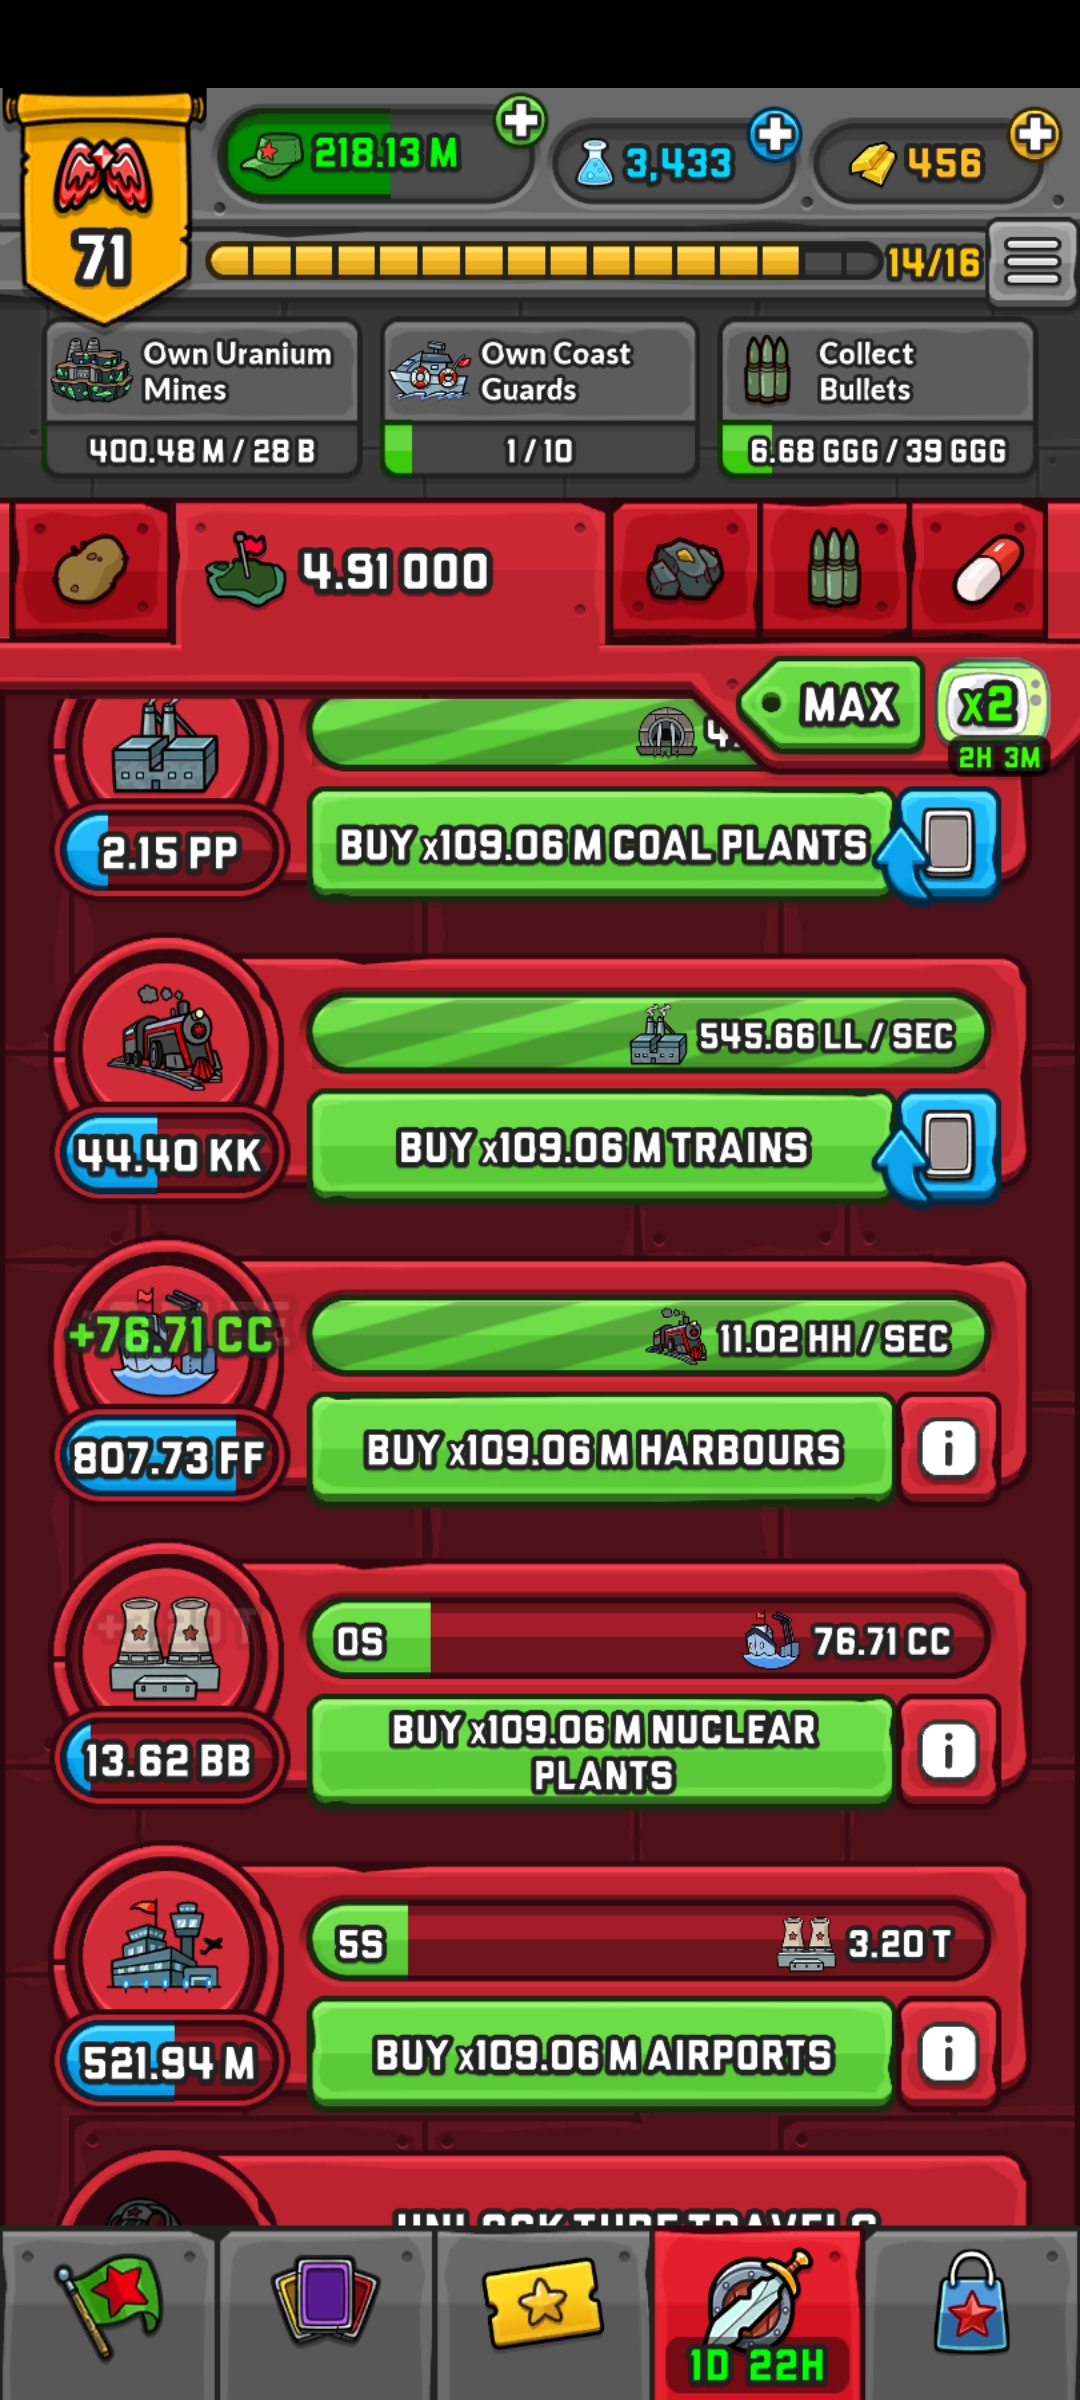 218.13 M
3,433
456
71
14/16
Own Uranium
Mines
400.48 M / 28 B
Own Coast
Guards
1 / 10
Collect
Bullets
6.68 GGG / 39 GGG
4.91 000
MAX
x2
2H 3M
2.15 PP
BUY x109.06 M COAL PLANTS
545.66 LL / SEC
44.40 KK
BUY x109.06 M TRAINS
+76.71 CC
11.02 HH / SEC
807.73 FF
BUY x109.06 M HARBOURS
i
0S
76.71 CC
13.62 BB
BUY x109.06 M NUCLEAR
PLANTS
i
5S
3.20 T
521.94 M
BUY x109.06 M AIRPORTS
i
1D 22H